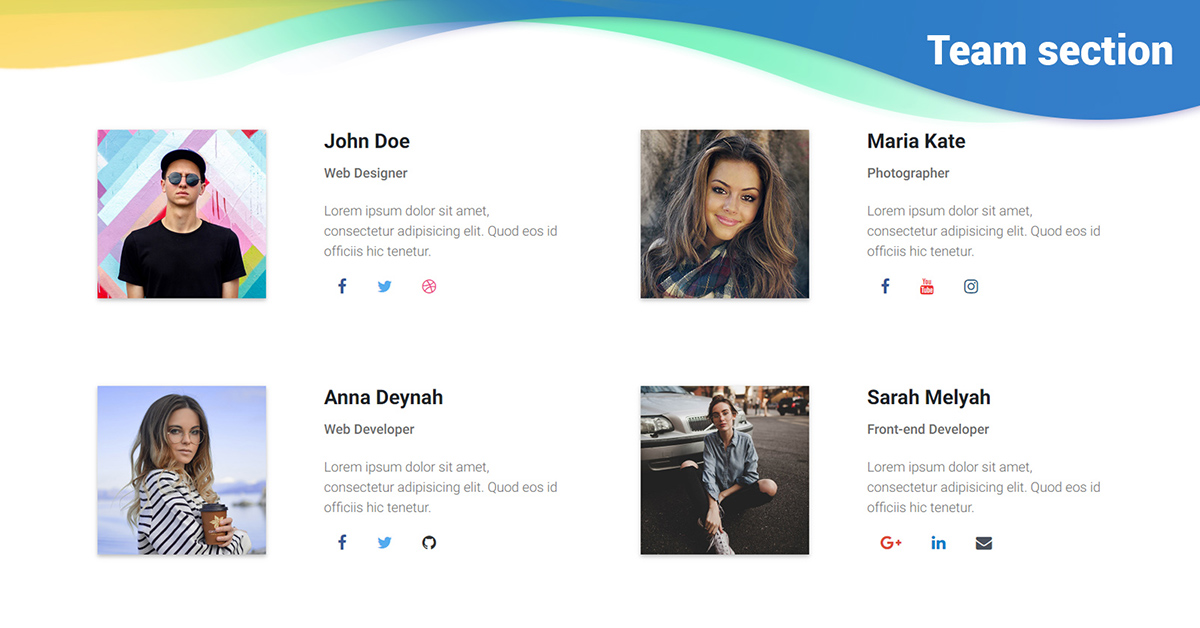 Team section
John Doe
Web Designer
Lorem ipsum dolor sit amet,
consectetur adipisicing elit. Quod eos id
officiis hic tenetur.
Maria Kate
Photographer
Lorem ipsum dolor sit amet,
consectetur adipisicing elit. Quod eos id
officiis hic tenetur.
You
Tube
Anna Deynah
Web Developer
Lorem ipsum dolor sit amet,
consectetur adipisicing elit. Quod eos id
officiis hic tenetur.
Sarah Melyah
Front-end Developer
Lorem ipsum dolor sit amet,
consectetur adipisicing elit. Quod eos id
officiis hic tenetur.
G+ in